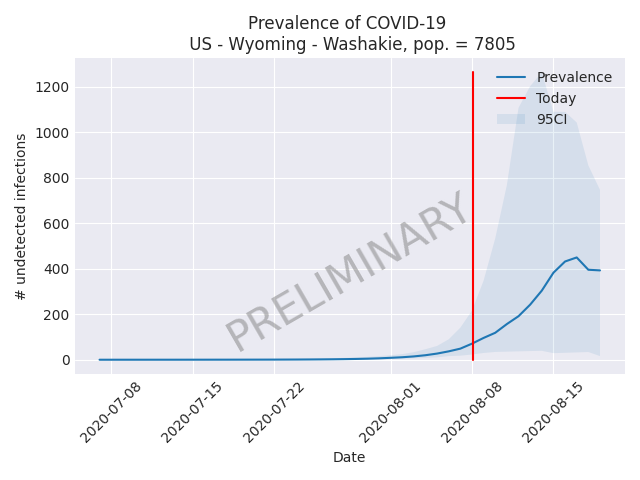 Prevalence of COVID-19
US - Wyoming - Washakie, pop. = 7805
Prevalence
Today
95CI
1200
1000
800
600
400
200
0
# undetected infections
PRELIMINARY
2020-07-08
2020-07-15
2020-07-22
2020-08-01
2020-08-08
2020-08-15
Date